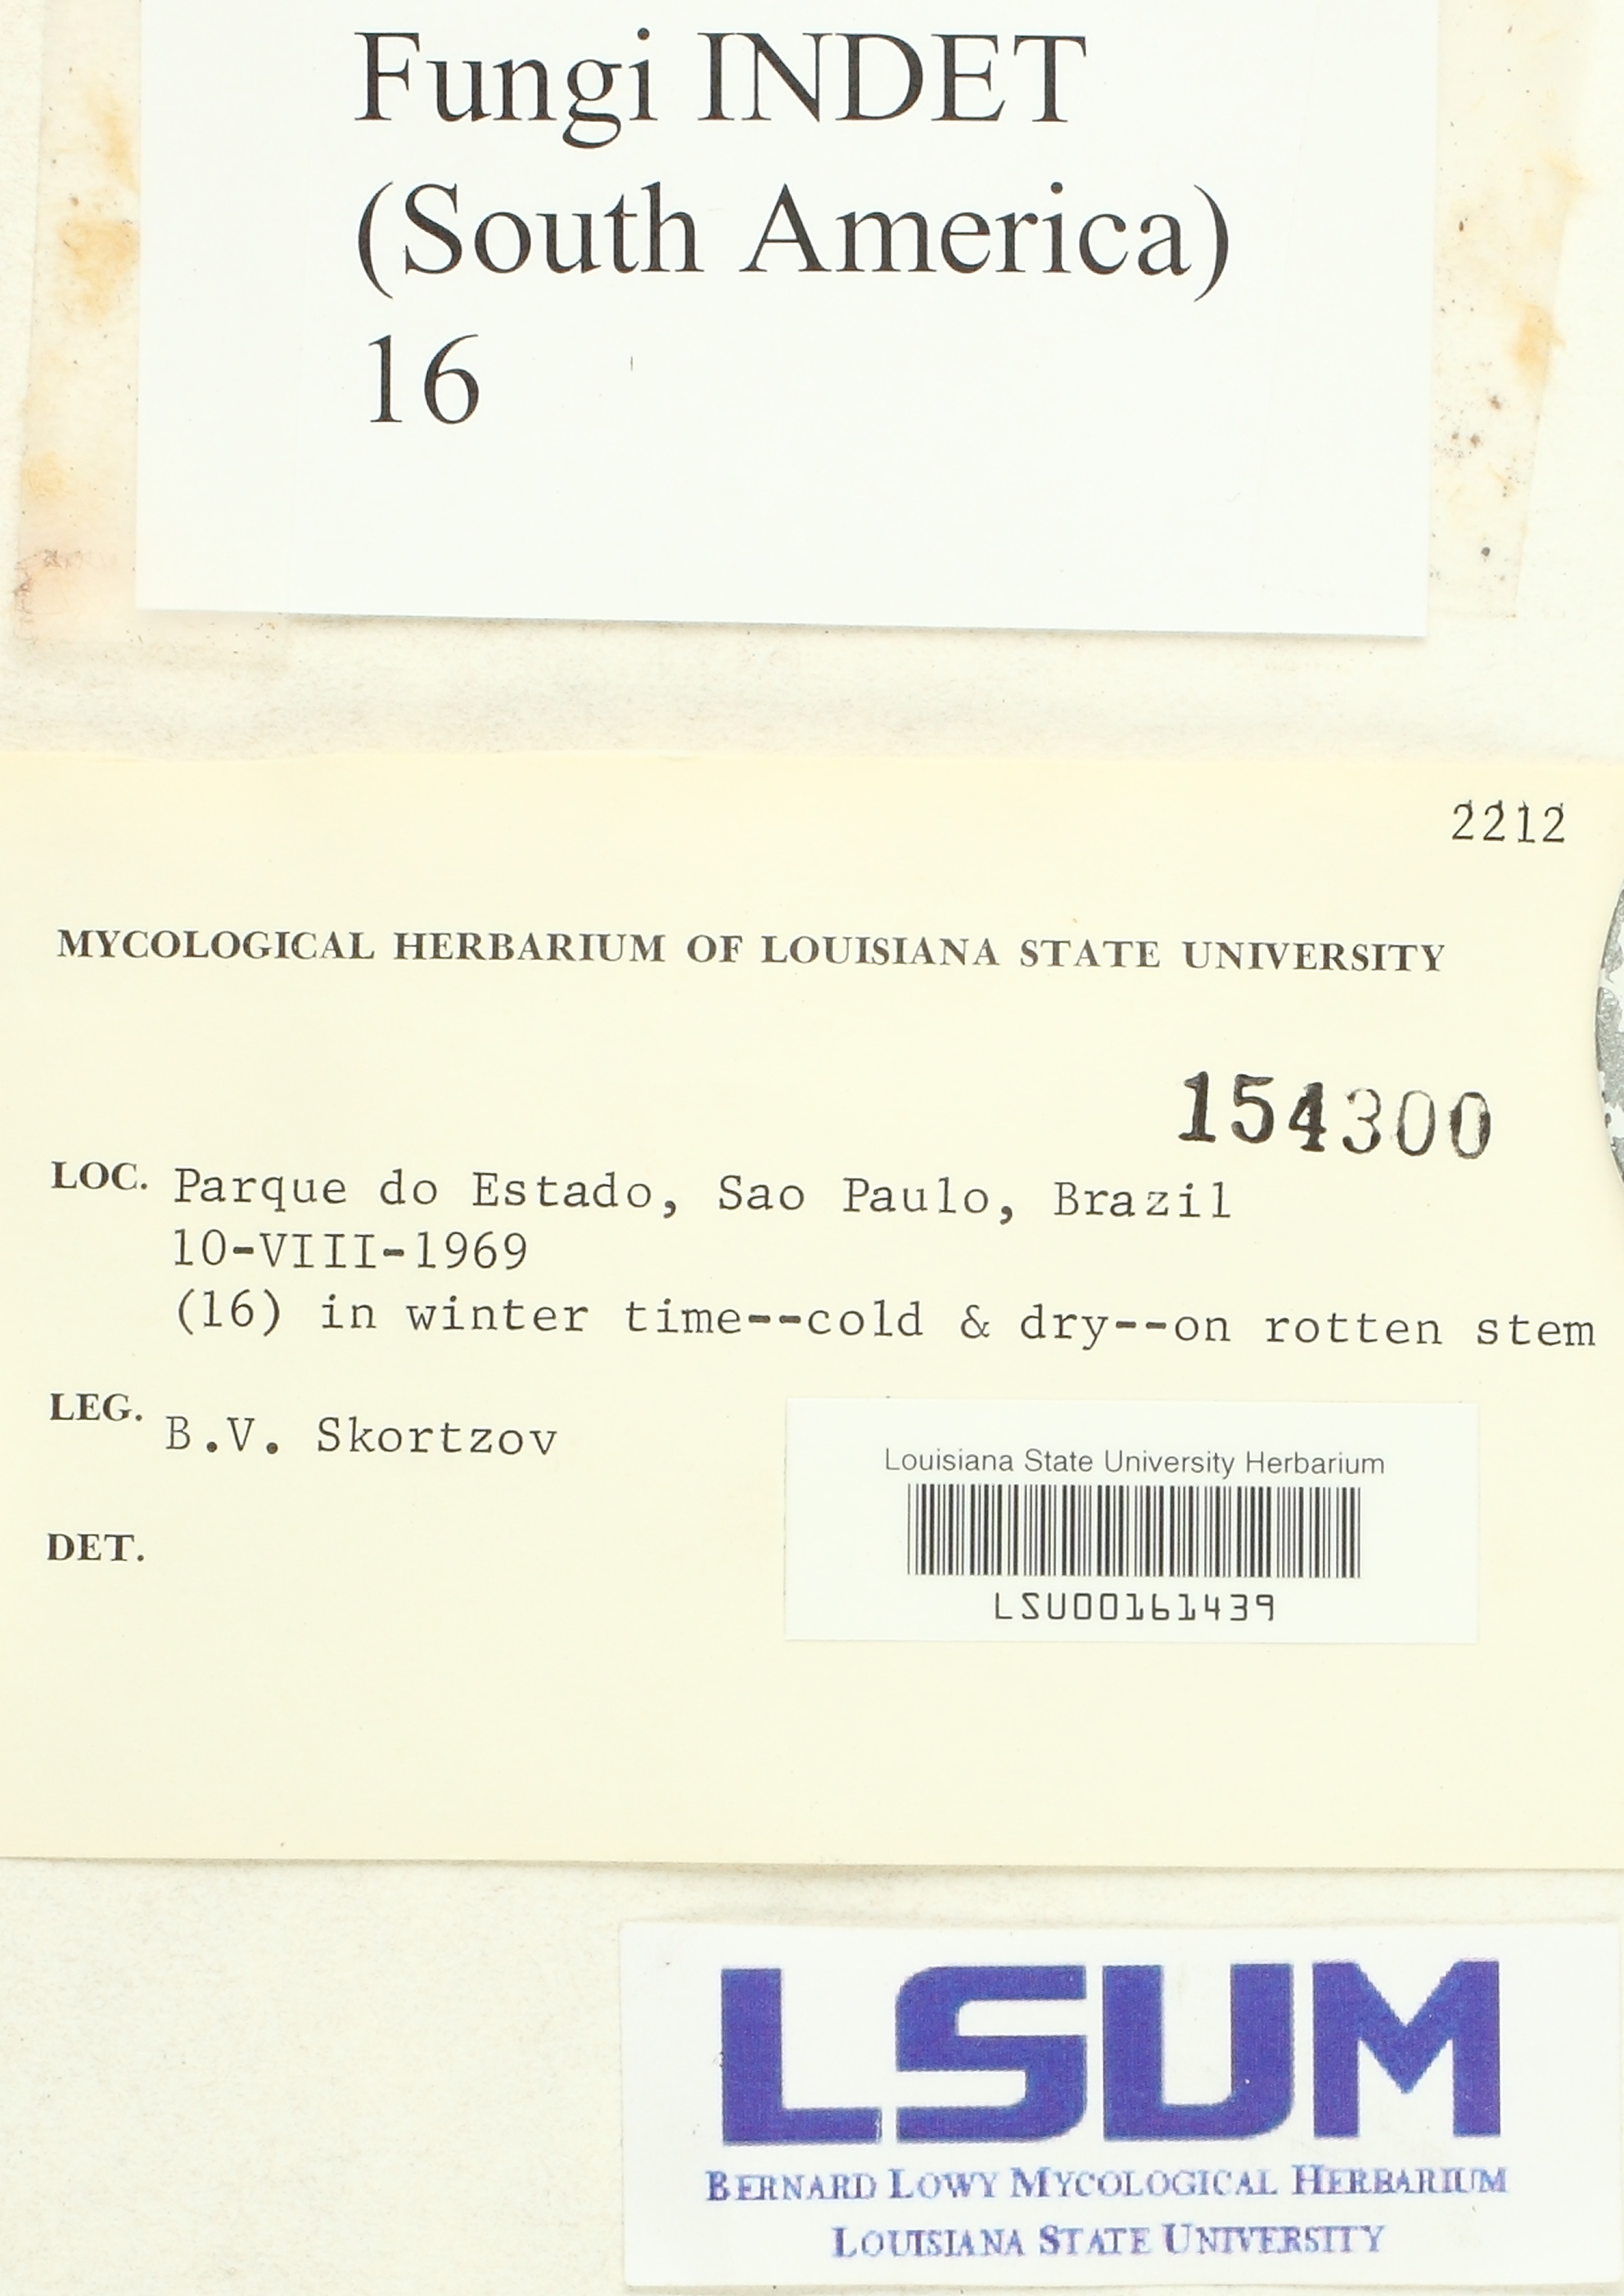 Fungi INDET
(South America)
16
2212
MYCOLOGICAL HERBARIUM OF LOUISIANA STATE UNIVERSITY
154300
LOC. Parque do Estado, Sao Paulo, Brazil
10-VIII-1969
(16) in winter time--cold & dry--on rotten stem
LEG. B.V. Skortzov
Louisiana State University Herbarium
LSU00161439
DET.
LSUM
BERNARD LOWY MYCOLOGICAL HERBARIUM
LOUISIANA STATE UNIVERSITY